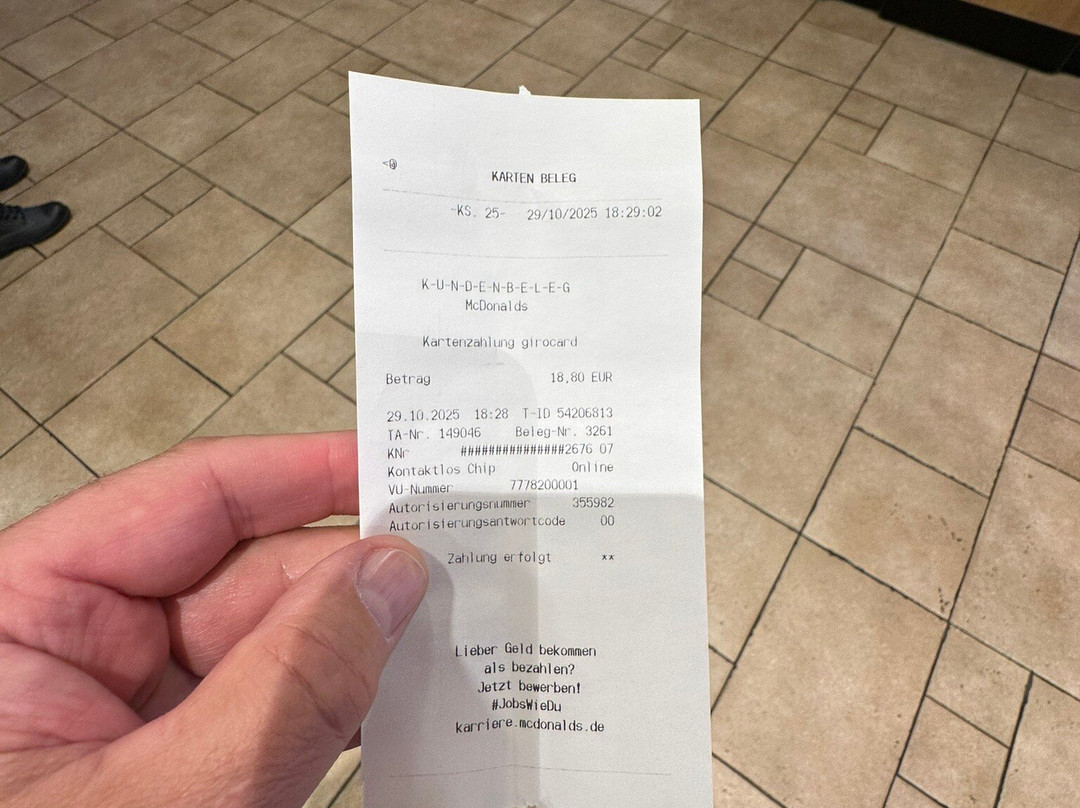 <@
KARTEN BELEG
-KS. 25- 29/10/2025 18:29:02
K-U-N-D-E-N-B-E-L-E-G
McDonalds
Kartenzahlung girocard
Betrag 18,80 EUR
29.10.2025 18:28 T-ID 54206813
TA-Nr. 149046 Beleg-Nr. 3261
KNr ###############2676 07
Kontaktlos Chip Online
VU-Nummer 7778200001
Autorisierungsnummer 355982
Autorisierungsantwortcode 00
Zahlung erfolgt **
Lieber Geld bekommen
als bezahlen?
Jetzt bewerben!
#JobsWieDu
karriere.mcdonalds.de